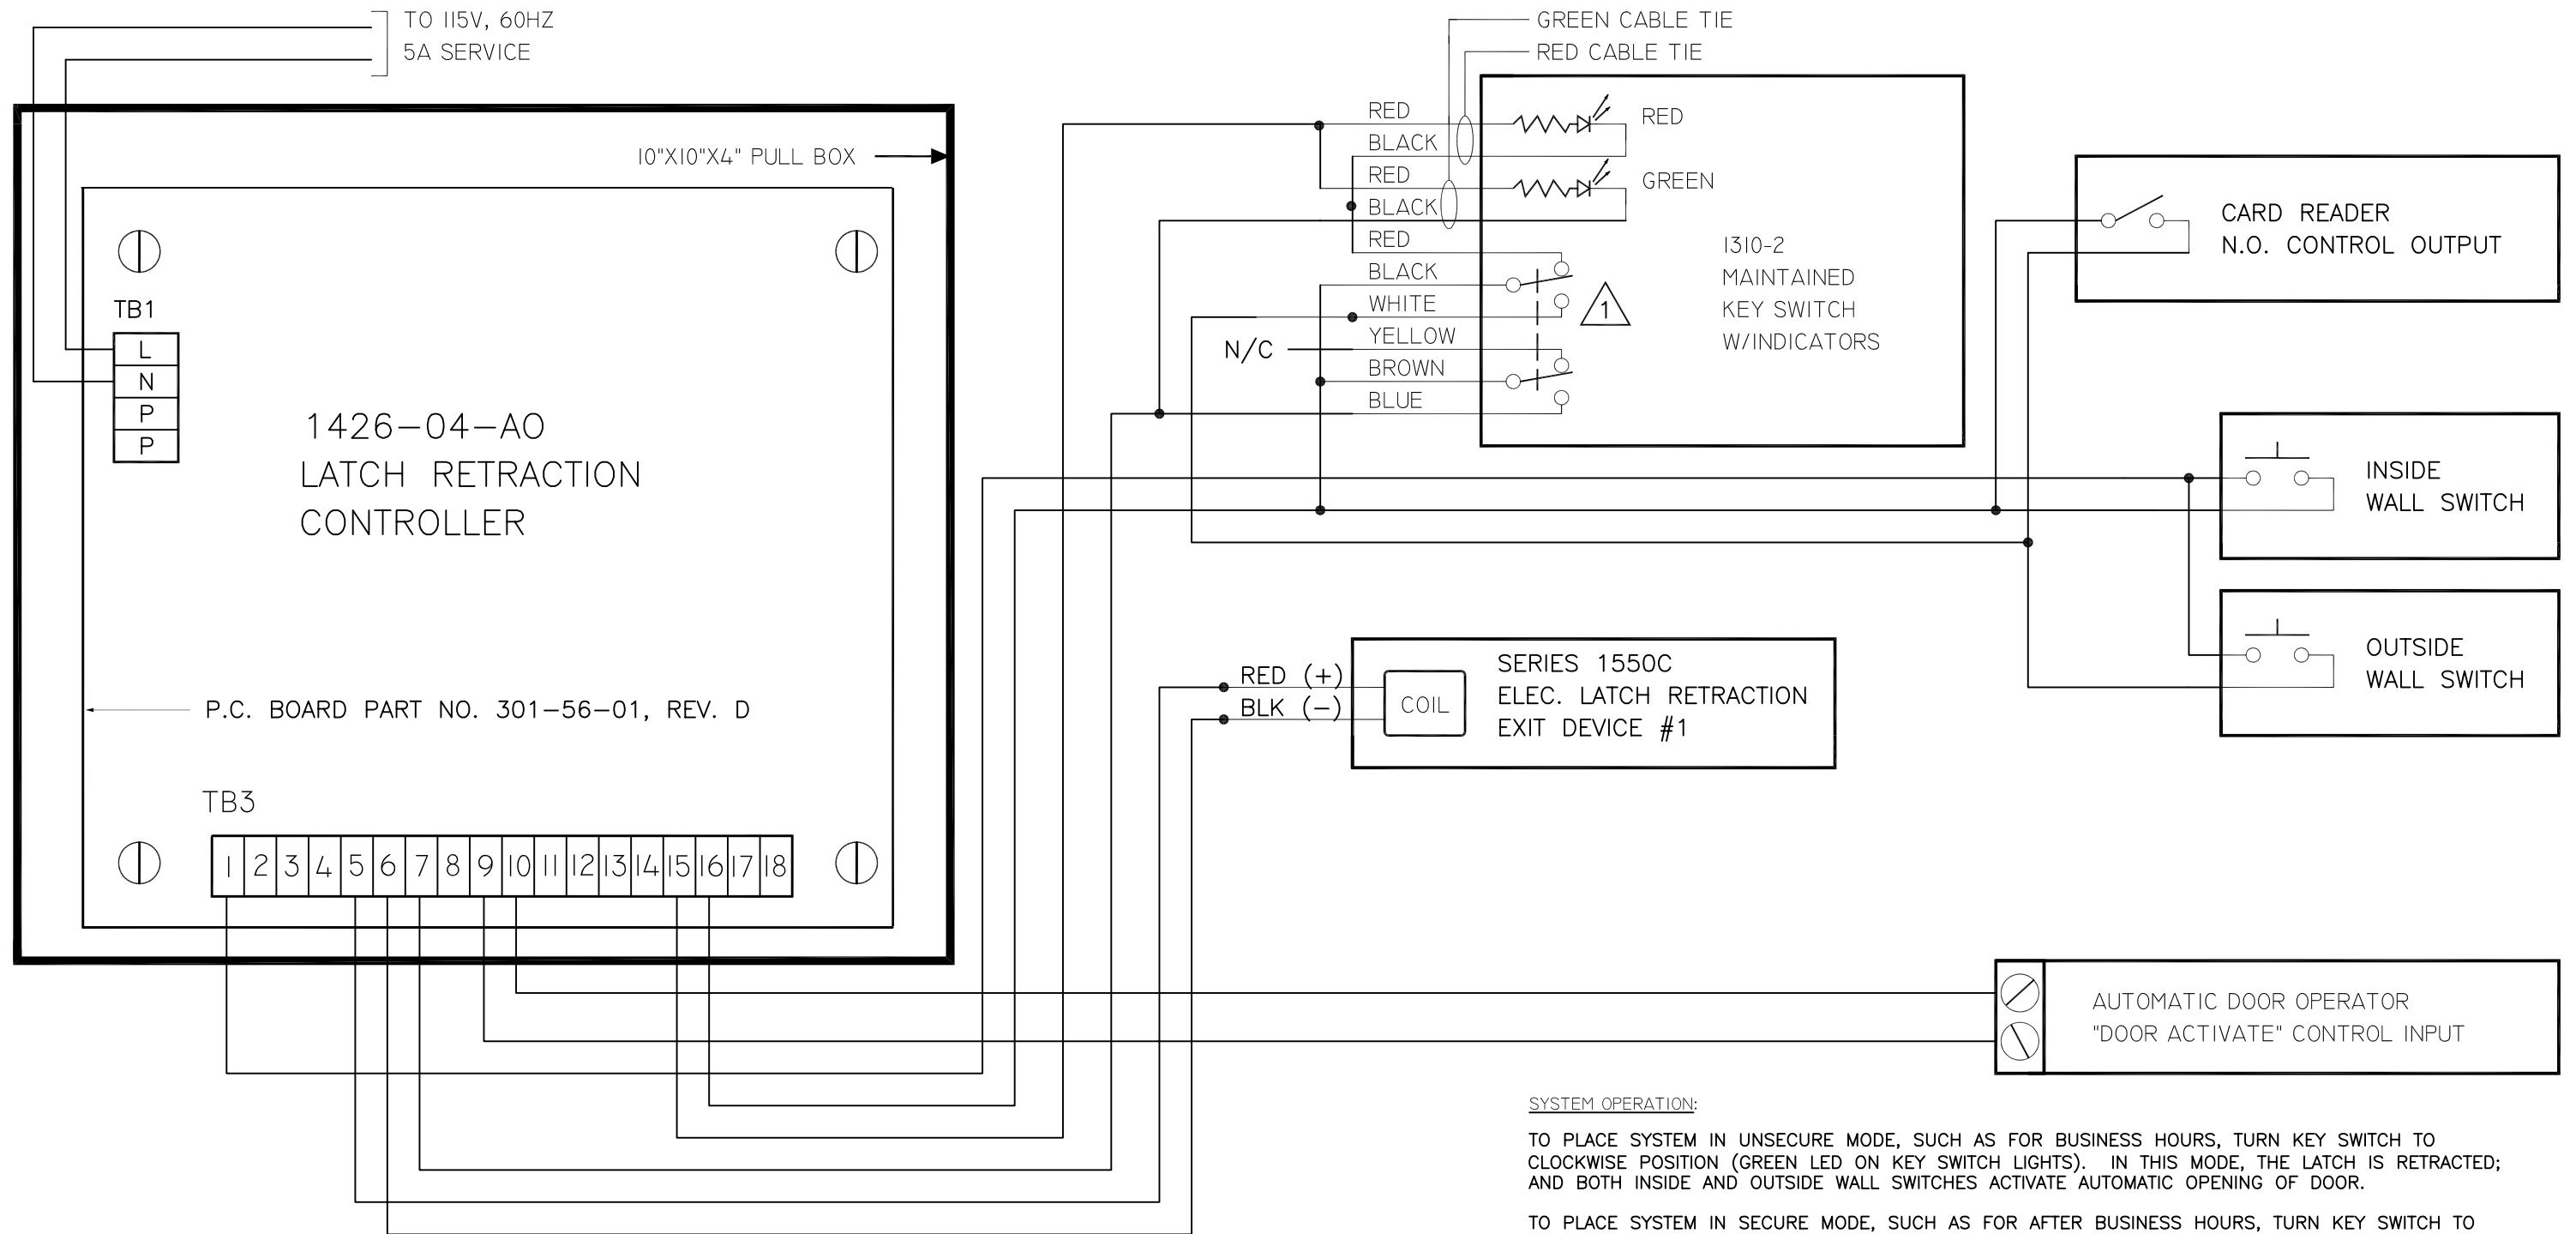 TO 115V, 60HZ
5A SERVICE
GREEN CABLE TIE
RED CABLE TIE
10"X10"X4" PULL BOX
RED
BLACK
RED
BLACK
RED
BLACK
WHITE
YELLOW
BROWN
BLUE
N/C
RED
GREEN
1
1310-2
MAINTAINED
KEY SWITCH
W/INDICATORS
CARD READER
N.O. CONTROL OUTPUT
TB1
L
N
P
P
1426-04-AO
LATCH RETRACTION
CONTROLLER
INSIDE
WALL SWITCH
OUTSIDE
WALL SWITCH
RED (+)
BLK (-)
COIL
SERIES 1550C
ELEC. LATCH RETRACTION
EXIT DEVICE #1
P.C. BOARD PART NO. 301-56-01, REV. D
TB3
1 2 3 4 5 6 7 8 9 10 11 12 13 14 15 16 17 18
AUTOMATIC DOOR OPERATOR
"DOOR ACTIVATE" CONTROL INPUT
SYSTEM OPERATION:
TO PLACE SYSTEM IN UNSECURE MODE, SUCH AS FOR BUSINESS HOURS, TURN KEY SWITCH TO
CLOCKWISE POSITION (GREEN LED ON KEY SWITCH LIGHTS). IN THIS MODE, THE LATCH IS RETRACTED;
AND BOTH INSIDE AND OUTSIDE WALL SWITCHES ACTIVATE AUTOMATIC OPENING OF DOOR.
TO PLACE SYSTEM IN SECURE MODE, SUCH AS FOR AFTER BUSINESS HOURS, TURN KEY SWITCH TO